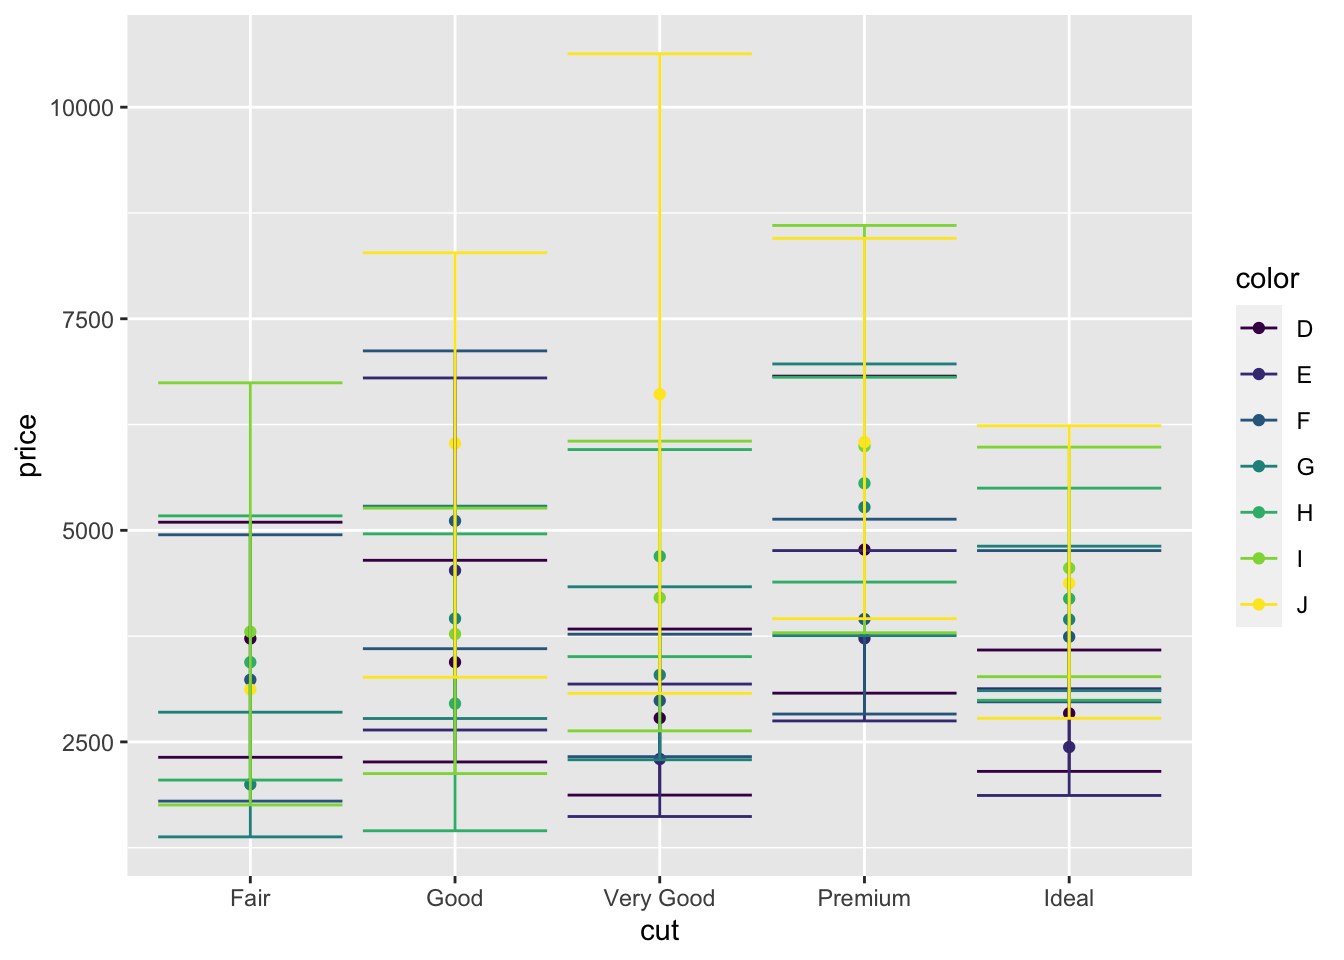 10000
7500
5000
2500
price
Fair
Good
Very Good
Premium
Ideal
cut
color
D
E
F
G
H
I
J